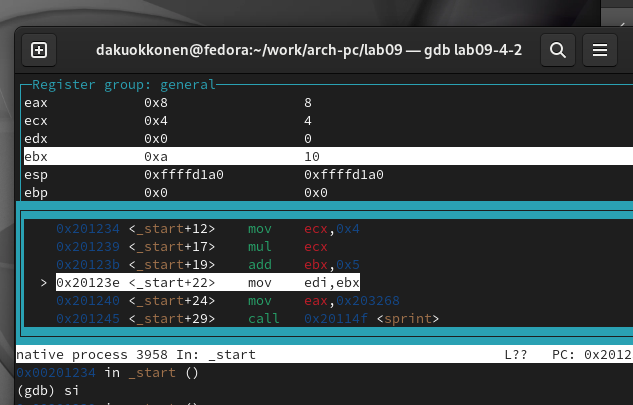 dakuokkonen@fedora:~/work/arch-pc/lab09 — gdb lab09-4-2
Register group: general
eax 0x8 8
ecx 0x4 4
edx 0x0 0
ebx 0xa 10
esp 0xffffd1a0 0xffffd1a0
ebp 0x0 0x0
0x201234 <_start+12> mov ecx,0x4
0x201239 <_start+17> mul ecx
0x20123b <_start+19> add ebx,0x5
> 0x20123e <_start+22> mov edi,ebx
0x201240 <_start+24> mov eax,0x203268
0x201245 <_start+29> call 0x20114f <sprint>
native process 3958 In: _start L?? PC: 0x2012
0x00201234 in _start ()
(gdb) si